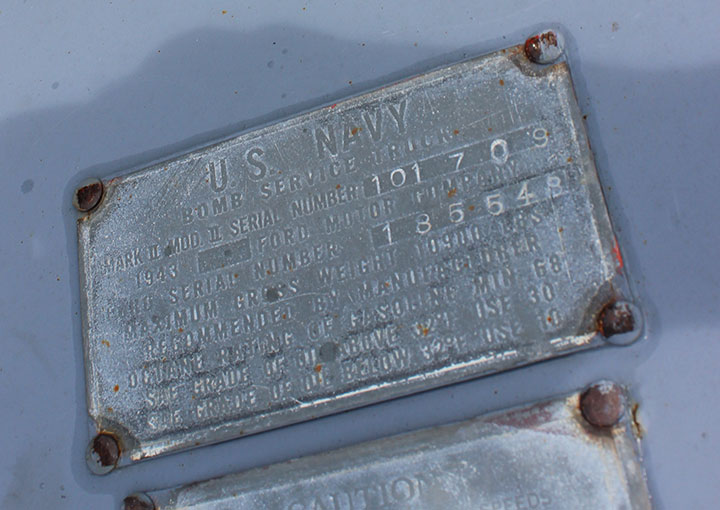 U.S. NAVY
BOMB SERVICE TRUCK
MARK II MOD. II SERIAL NUMBER 101709
1943 FORD MOTOR COMPANY
FORD SERIAL NUMBER 185548
MAXIMUM GROSS WEIGHT 10900 LBS
RECOMMENDED BY MANUFACTURER
OCTANE RATING OF GASOLINE MIN. 68
SAE GRADE OF OIL ABOVE 32°F USE 30
SAE GRADE OF OIL BELOW 32°F USE 10
CAUTION
SPEEDS